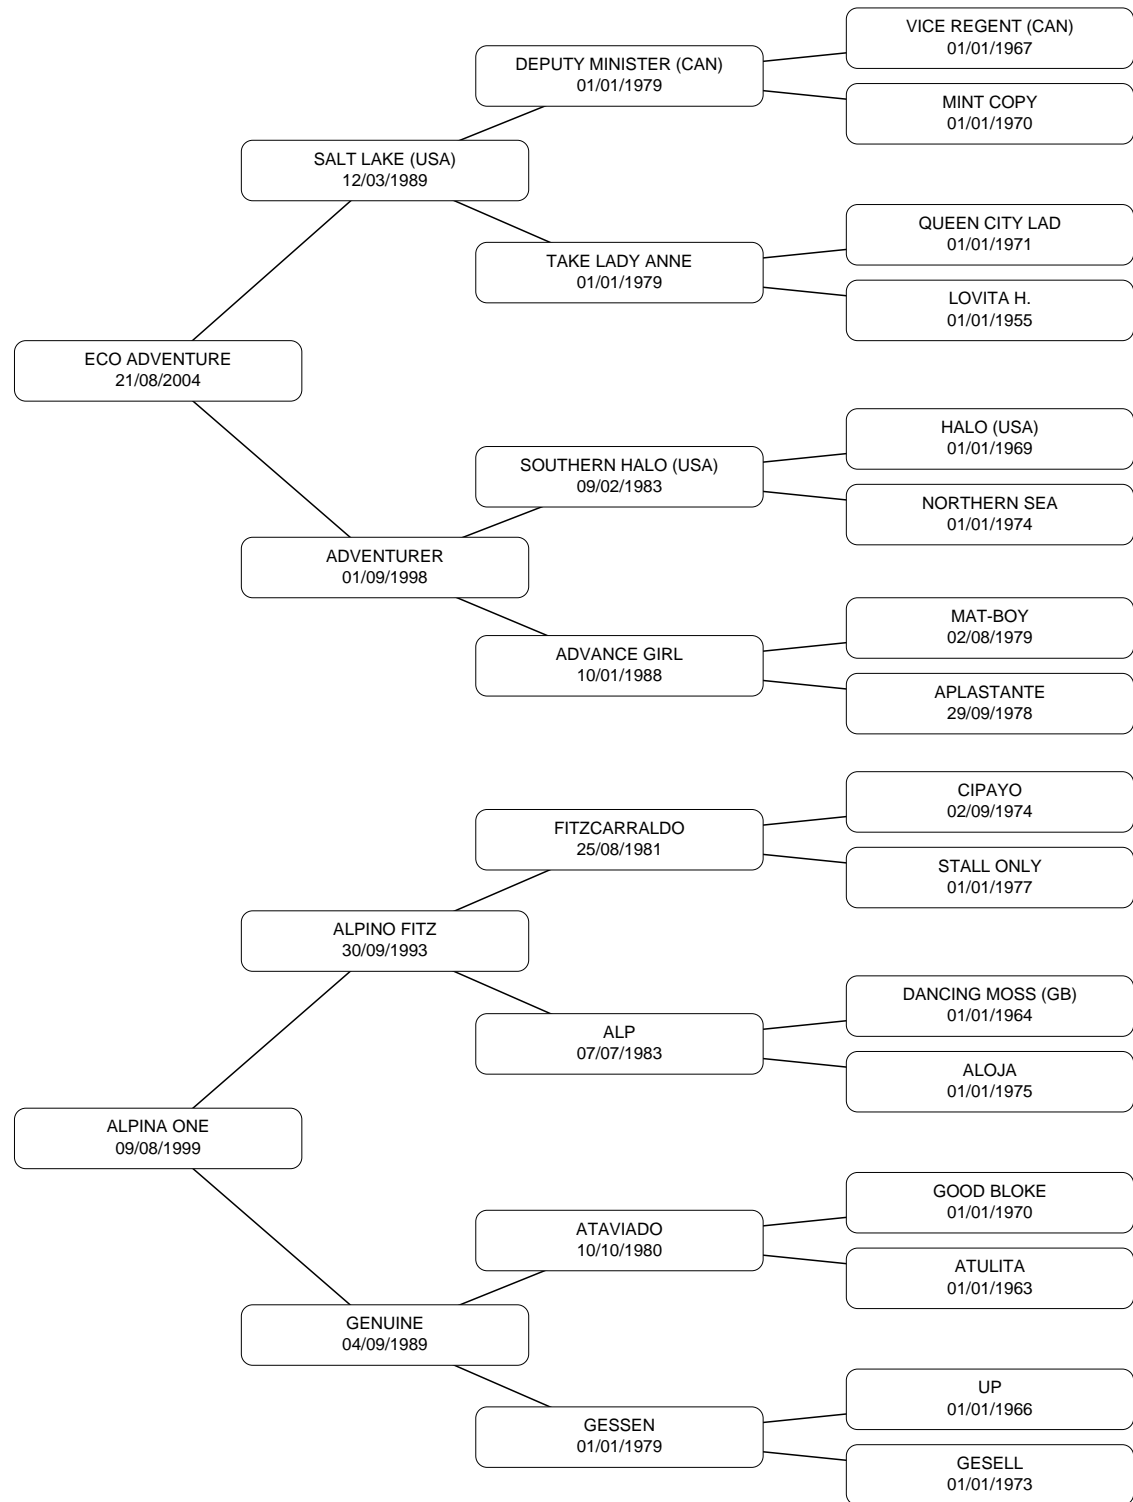 VICE REGENT (CAN)
01/01/1967
DEPUTY MINISTER (CAN)
01/01/1979
MINT COPY
01/01/1970
SALT LAKE (USA)
12/03/1989
QUEEN CITY LAD
01/01/1971
TAKE LADY ANNE
01/01/1979
LOVITA H.
01/01/1955
ECO ADVENTURE
21/08/2004
HALO (USA)
01/01/1969
SOUTHERN HALO (USA)
09/02/1983
NORTHERN SEA
01/01/1974
ADVENTURER
01/09/1998
MAT-BOY
02/08/1979
ADVANCE GIRL
10/01/1988
APLASTANTE
29/09/1978
CIPAYO
02/09/1974
FITZCARRALDO
25/08/1981
STALL ONLY
01/01/1977
ALPINO FITZ
30/09/1993
DANCING MOSS (GB)
01/01/1964
ALP
07/07/1983
ALOJA
01/01/1975
ALPINA ONE
09/08/1999
GOOD BLOKE
01/01/1970
ATAVIADO
10/10/1980
ATULITA
01/01/1963
GENUINE
04/09/1989
UP
01/01/1966
GESSEN
01/01/1979
GESELL
01/01/1973